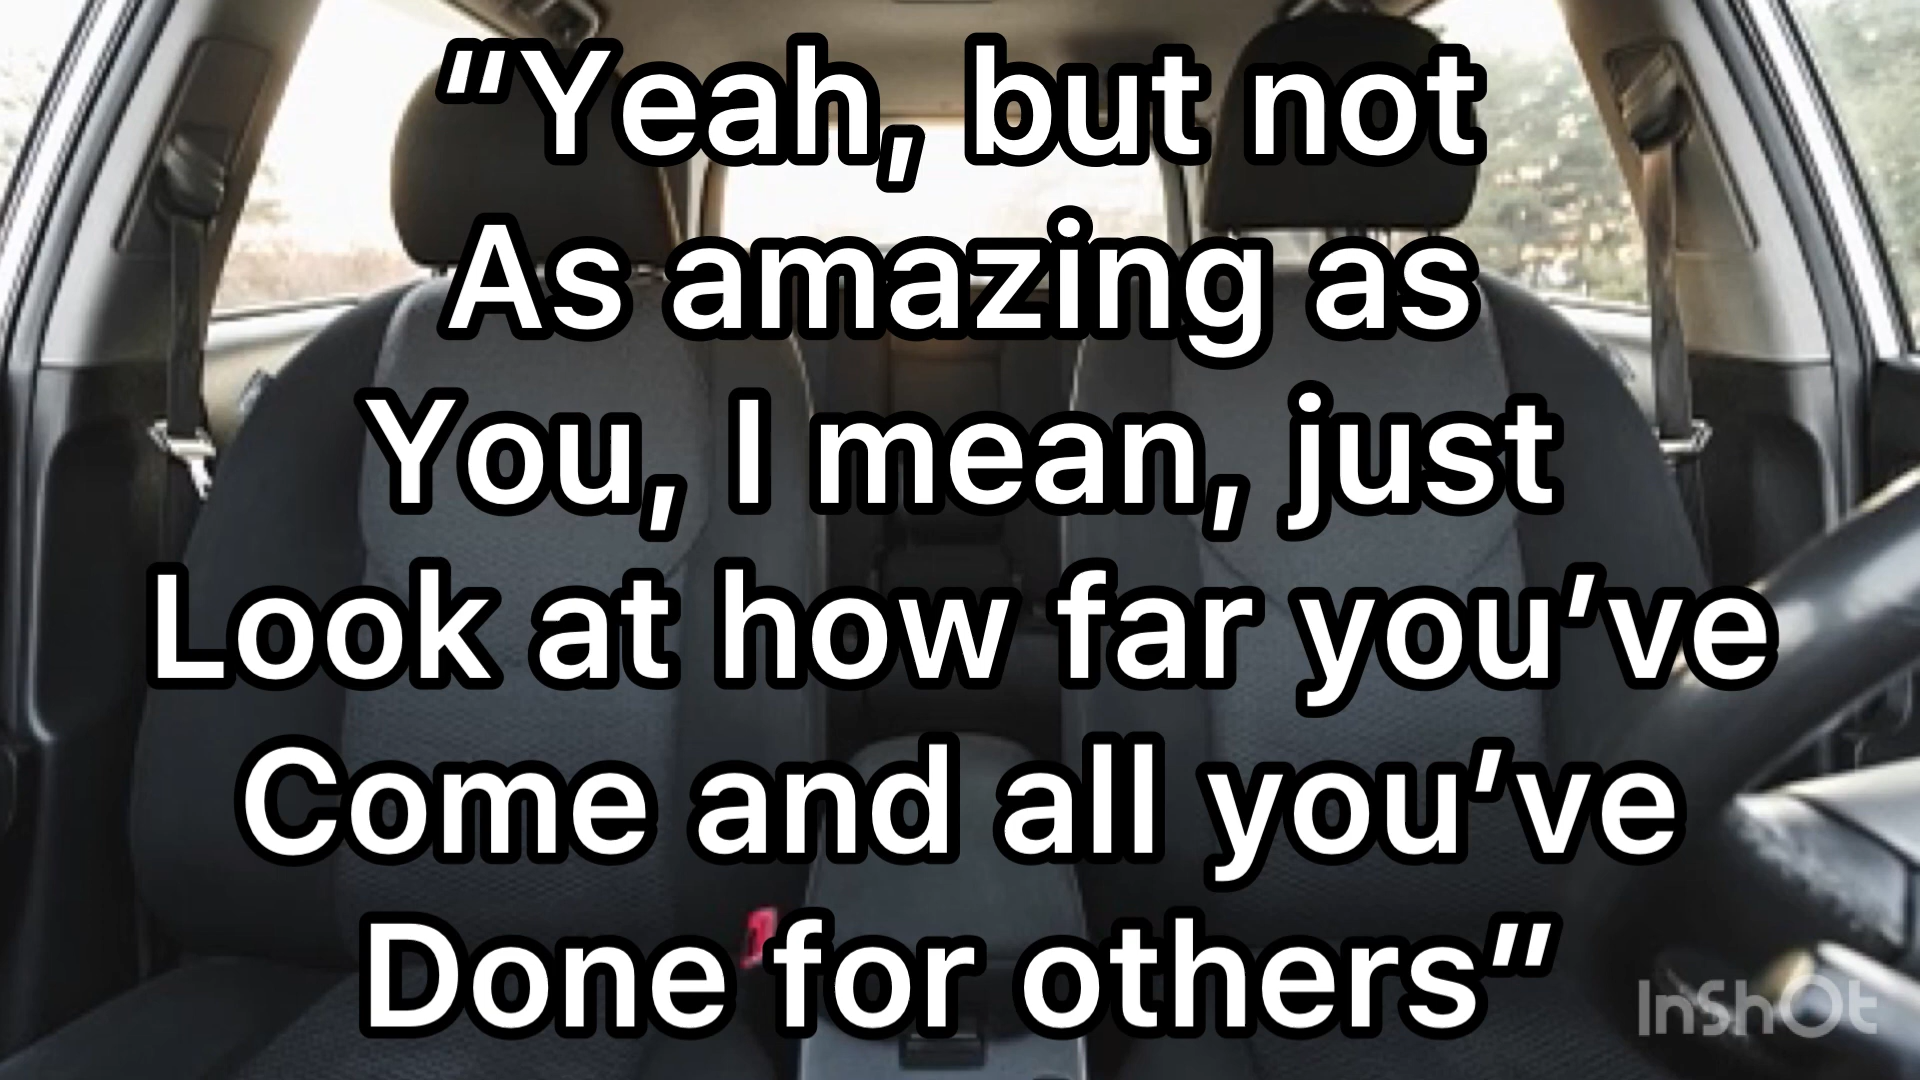 "Yeah, but not
As amazing as
You, I mean, just
Look at how far you've
Come and all you've
Done for others"
InShOt